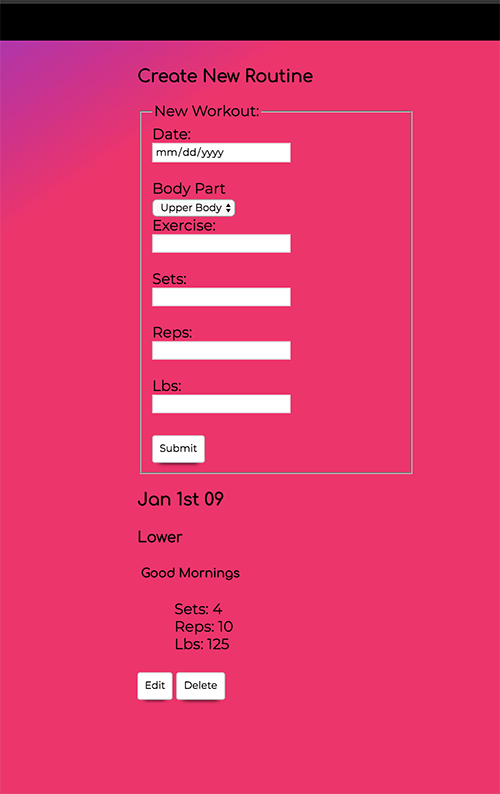 Create New Routine
New Workout:
Date:
mm/dd/yyyy
Body Part
Upper Body
Exercise:
Sets:
Reps:
Lbs:
Submit
Jan 1st 09
Lower
Good Mornings
Sets: 4
Reps: 10
Lbs: 125
Edit Delete